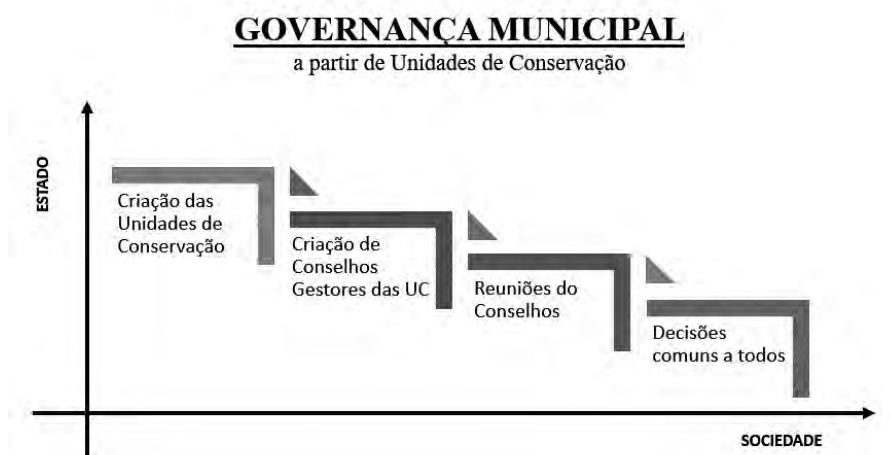 GOVERNANÇA MUNICIPAL
a partir de Unidades de Conservação
ESTADO
Criação das
Unidades de
Conservação
Criação de
Conselhos
Gestores das UC
Reuniões do
Conselhos
Decisões
comuns a todos
SOCIEDADE